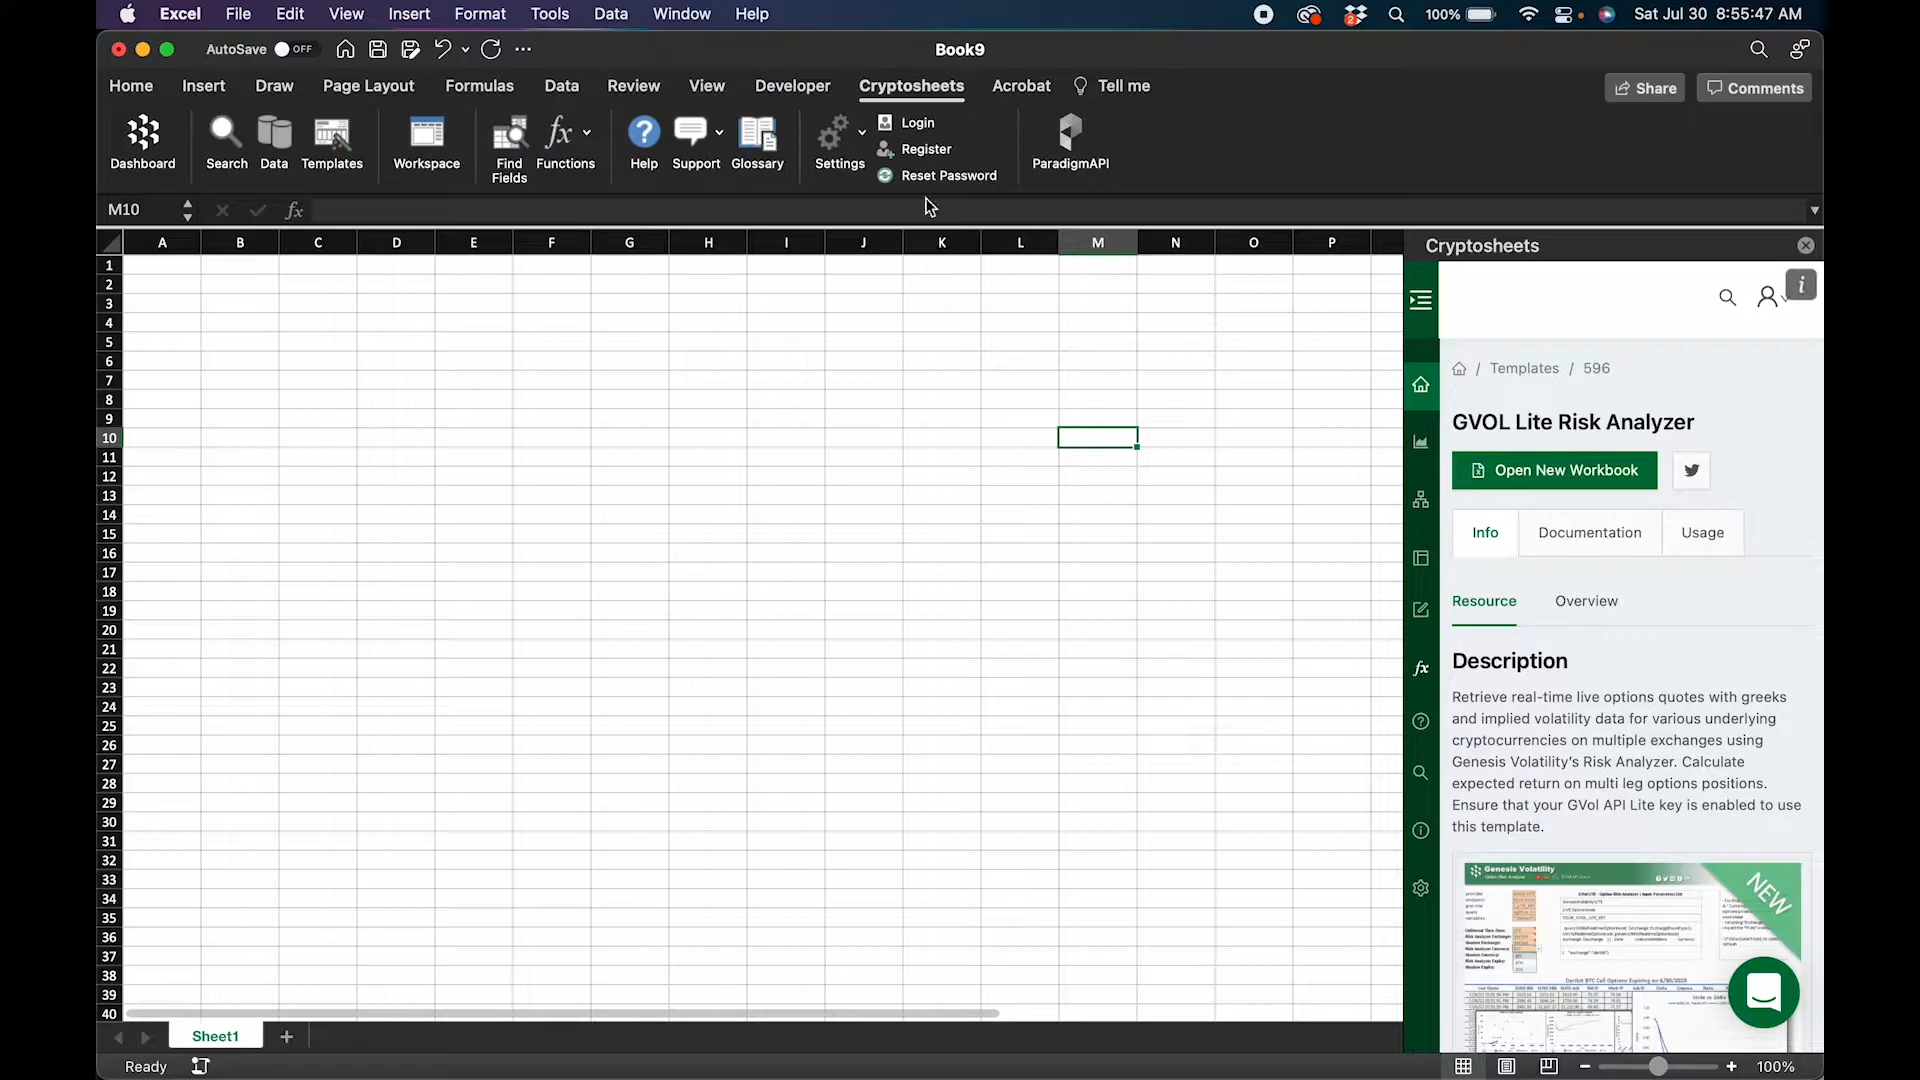 Excel File Edit View Insert Format Tools Data Window Help
2 100% Sat Jul 30 8:55:47 AM
AutoSave OFF
Book9
Home Insert Draw Page Layout Formulas Data Review View Developer Cryptosheets Acrobat Tell me
Share Comments
Dashboard Search Data Templates Workspace Find Fields Functions Help Support Glossary Settings
Login
Register
Reset Password
ParadigmAPI
M10 fx
A B C D E F G H I J K L M N O P
1
2
3
4
5
6
7
8
9
10
11
12
13
14
15
16
17
18
19
20
21
22
23
24
25
26
27
28
29
30
31
32
33
34
35
36
37
38
39
40
Cryptosheets
i
/ Templates / 596
GVOL Lite Risk Analyzer
Open New Workbook
Info Documentation Usage
Resource Overview
Description
Retrieve real-time live options quotes with greeks
and implied volatility data for various underlying
cryptocurrencies on multiple exchanges using
Genesis Volatility's Risk Analyzer. Calculate
expected return on multi leg options positions.
Ensure that your GVol API Lite key is enabled to use
this template.
fx
Genesis Volatility
NEW
Sheet1 +
Ready
100%